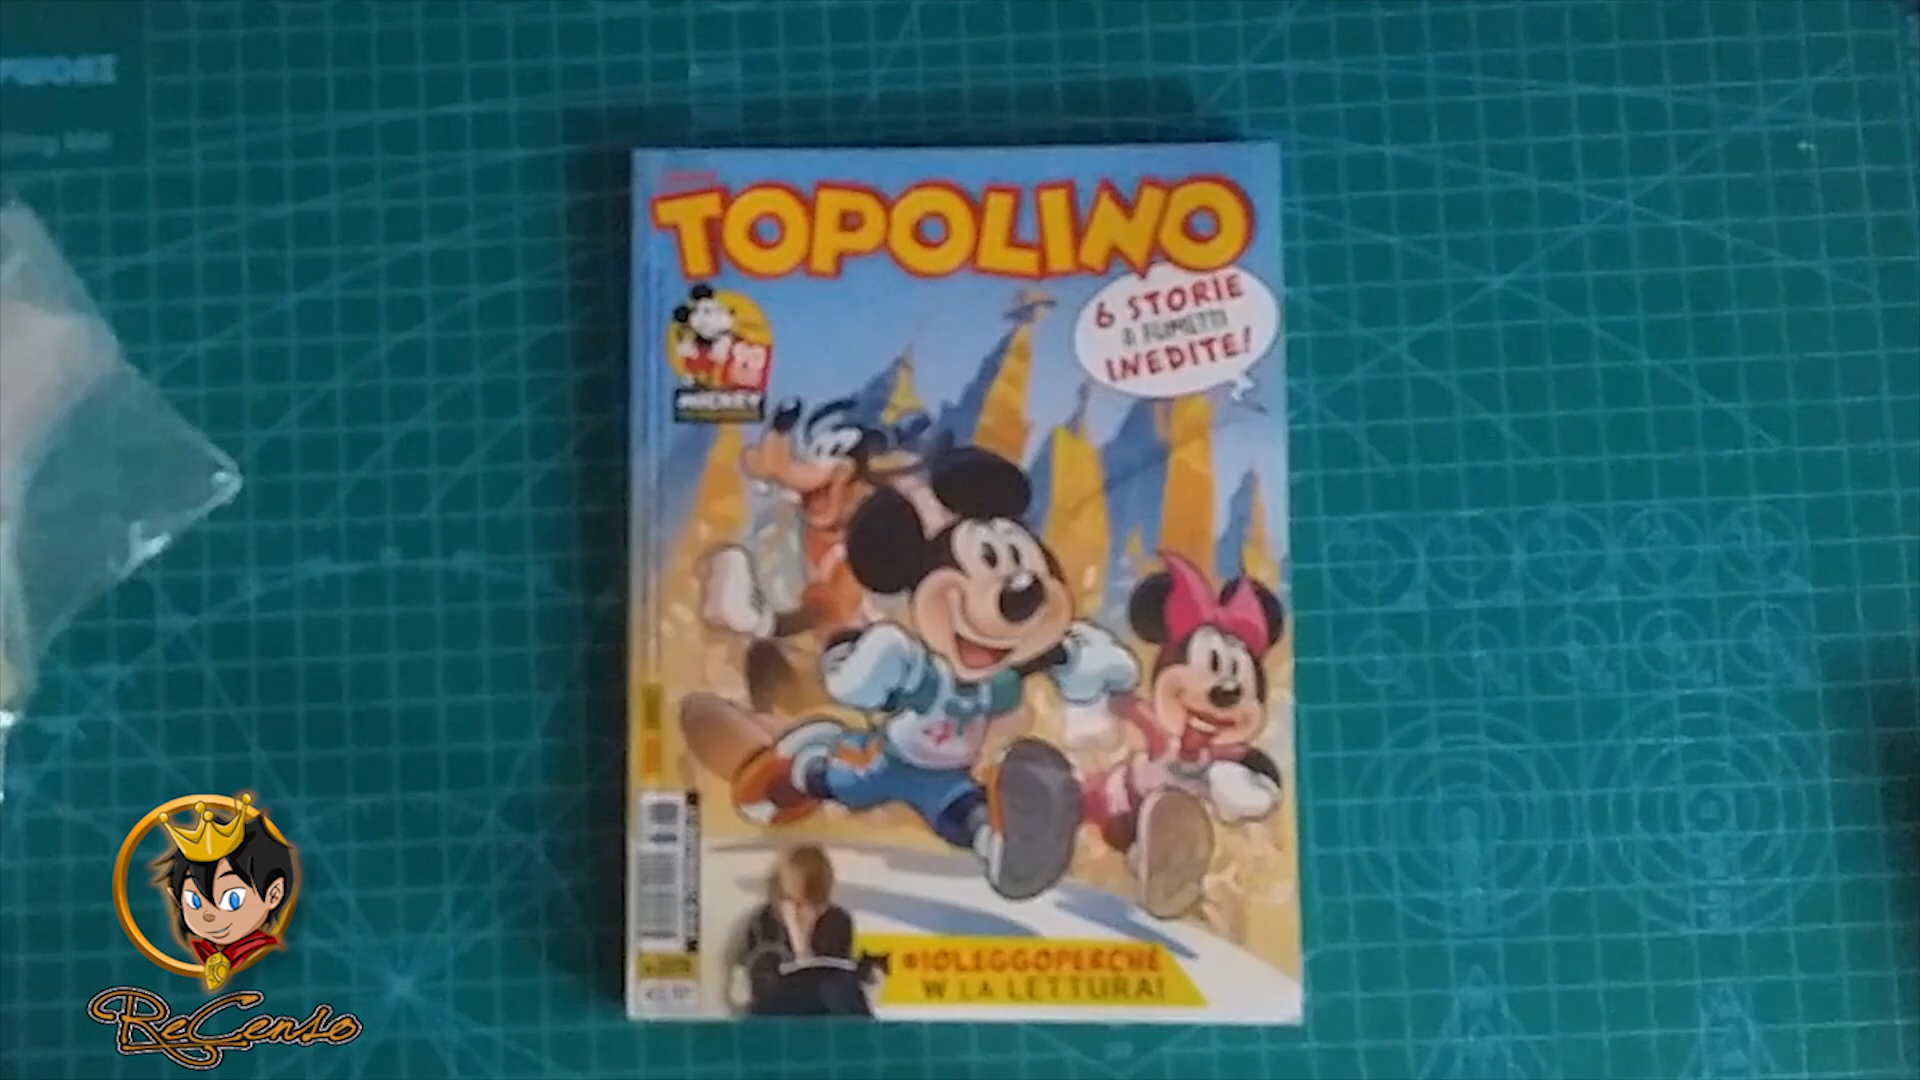 TOPOLINO
6 STORIE
A FUMETTI
INEDITE!
MICKEY
#IOLEGGOPERCHÉ
W LA LETTURA!
ReCenso